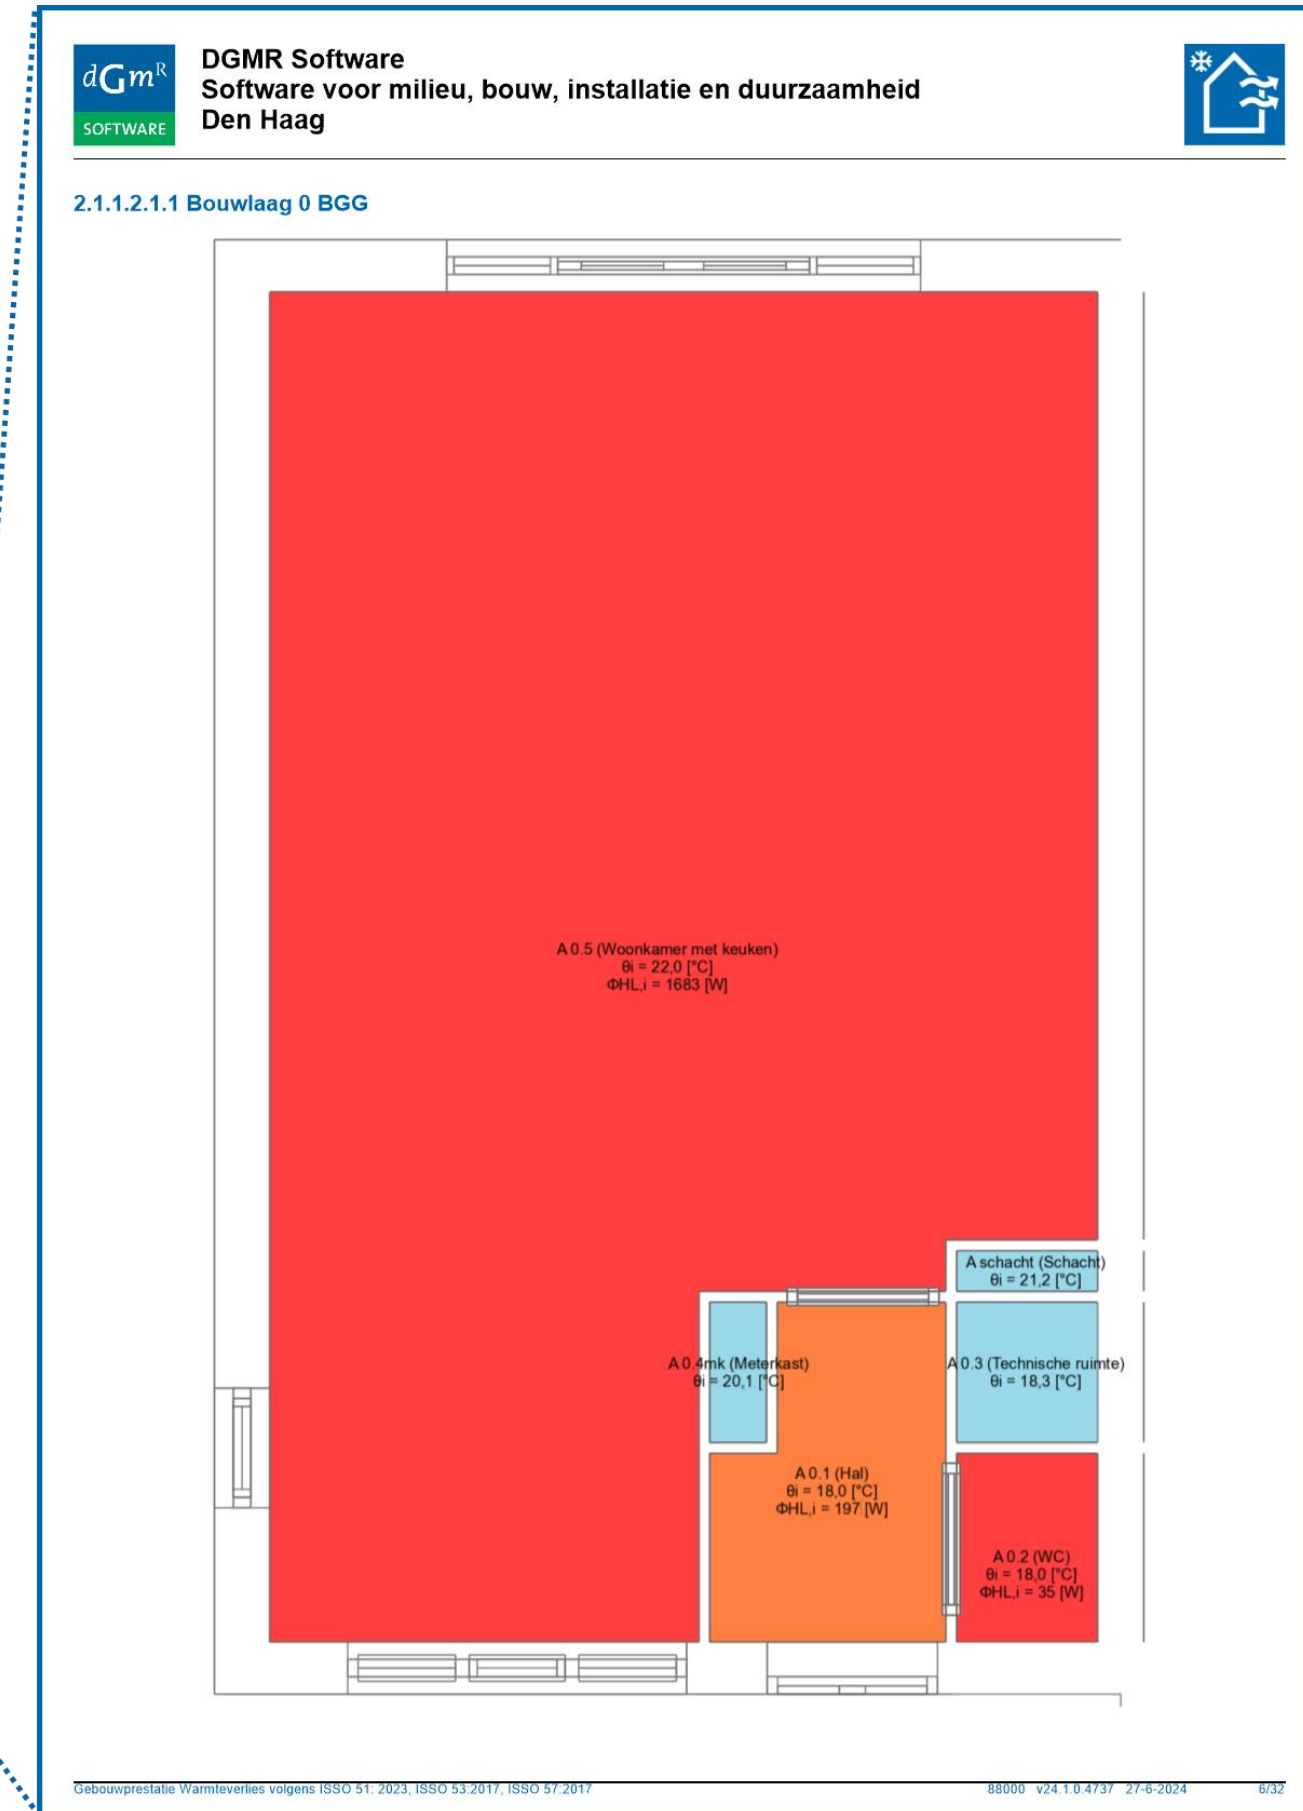 dGmR
SOFTWARE
DGMR Software
Software voor milieu, bouw, installatie en duurzaamheid
Den Haag
2.1.1.2.1.1 Bouwlaag 0 BGG
A 0.5 (Woonkamer met keuken)
θi = 22,0 [°C]
ΦHL,i = 1683 [W]
A schacht (Schacht)
θi = 21,2 [°C]
A 0.4mk (Meterkast)
θi = 20,1 [°C]
A 0.3 (Technische ruimte)
θi = 18,3 [°C]
A 0.1 (Hal)
θi = 18,0 [°C]
ΦHL,i = 197 [W]
A 0.2 (WC)
θi = 18,0 [°C]
ΦHL,i = 35 [W]
Gebouwprestatie Warmteverlies volgens ISSO 51: 2023, ISSO 53:2017, ISSO 57:2017 88000 v24.1.0.4737 27-6-2024 6/32